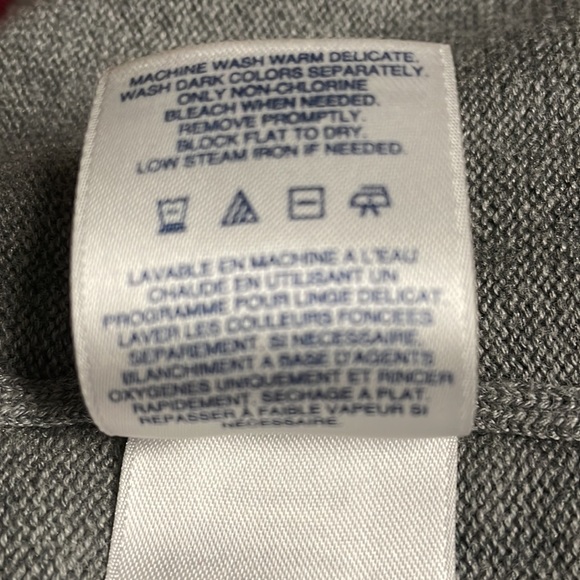 MACHINE WASH WARM DELICATE.
WASH DARK COLORS SEPARATELY.
ONLY NON-CHLORINE
BLEACH WHEN NEEDED.
REMOVE PROMPTLY.
BLOCK FLAT TO DRY.
LOW STEAM IRON IF NEEDED.
LAVABLE EN MACHINE A L'EAU
CHAUDE EN UTILISANT UN
PROGRAMME POUR LINGE DELICAT.
LAVER LES COULEURS FONCEES
SEPAREMENT SI NECESSAIRE.
BLANCHIMENT A BASE D'AGENTS
OXYGENES UNIQUEMENT ET RINCER
RAPIDEMENT. SÉCHAGE A PLAT.
REPASSER A FAIBLE VAPEUR SI
NÉCESSAIRE.